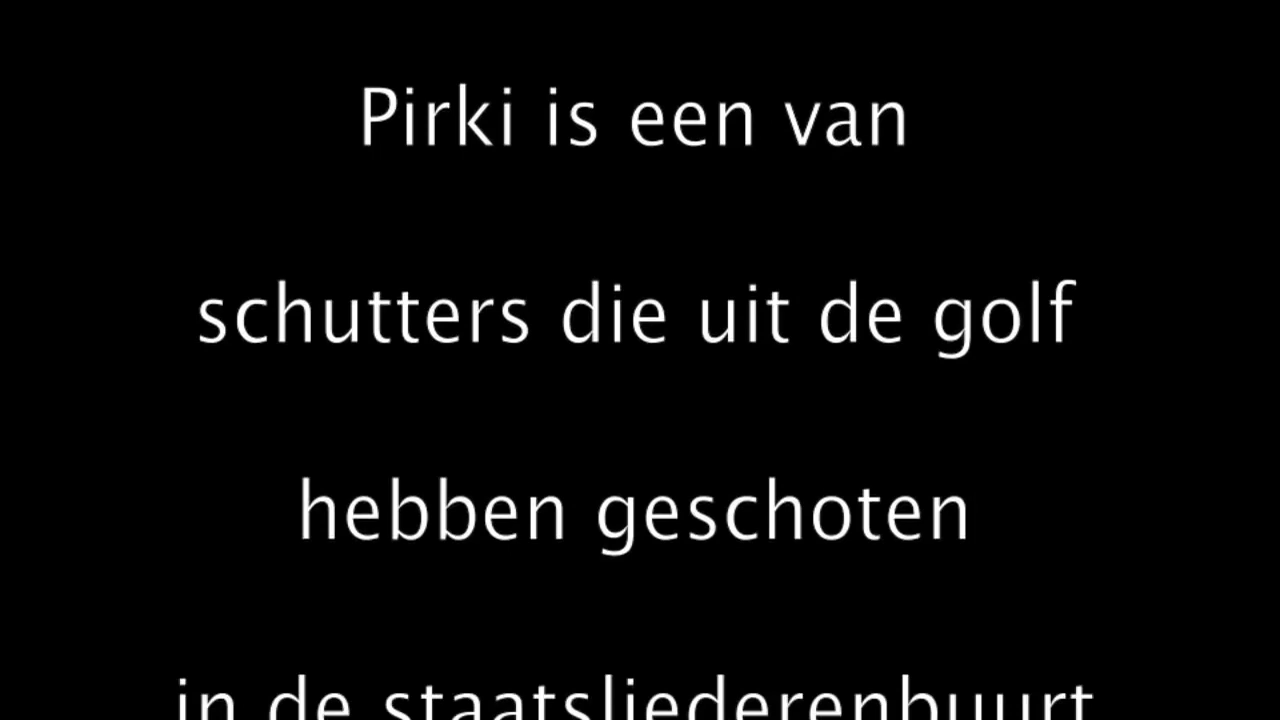 Pirki is een van
schutters die uit de golf
hebben geschoten
in de staatsliederenbuurt